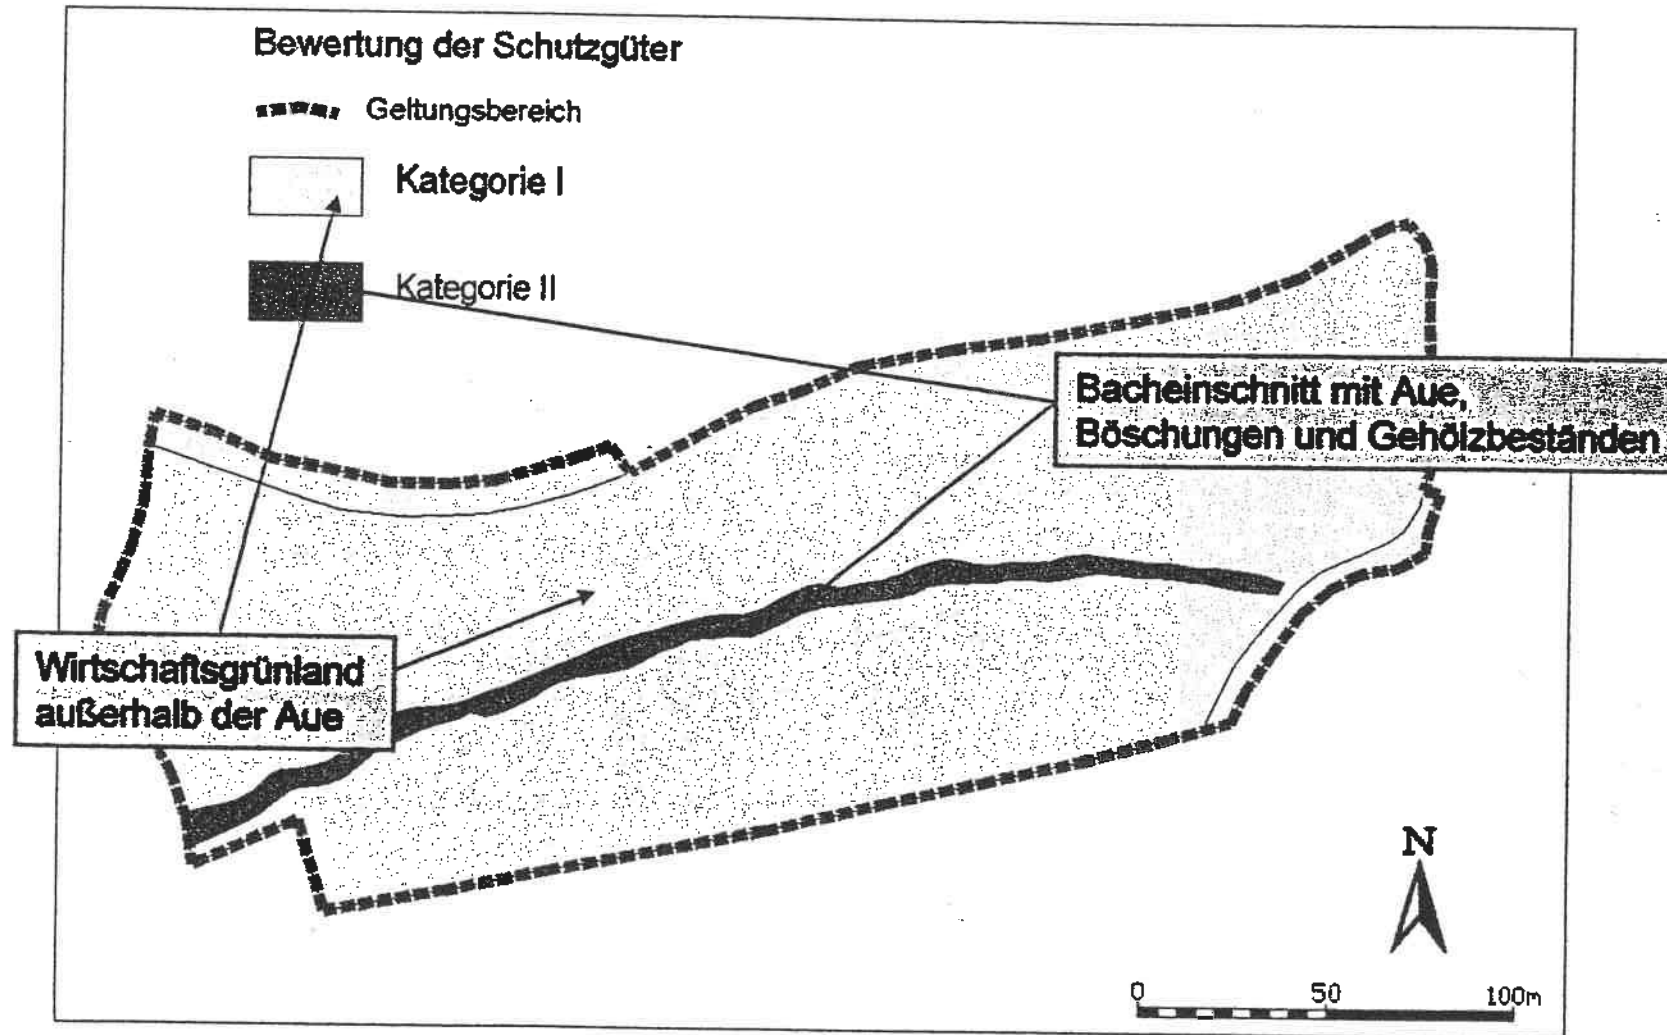 Bewertung der Schutzgüter
Geltungsbereich
Kategorie I
Kategorie II
Bacheinschnitt mit Aue,
Böschungen und Gehölzbeständen
Wirtschaftsgrünland
außerhalb der Aue
N
0 50 100m